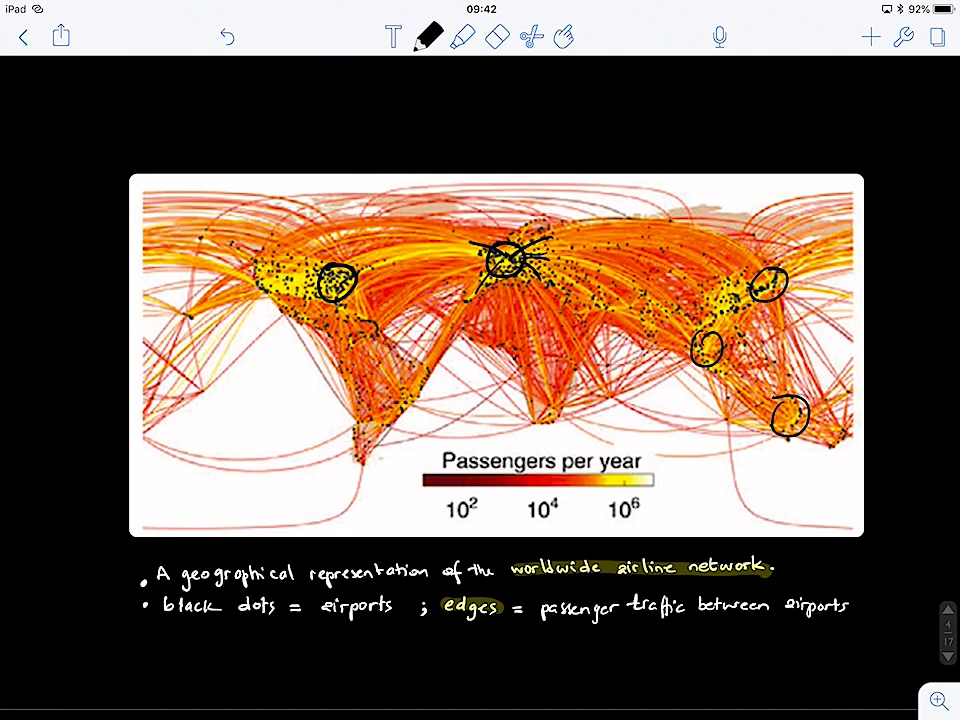 iPad
09:42
92%
T
Passengers per year
10² 10⁴ 10⁶
• A geographical representation of the worldwide airline network.
• black dots = airports ; edges = passenger traffic between airports
4
17